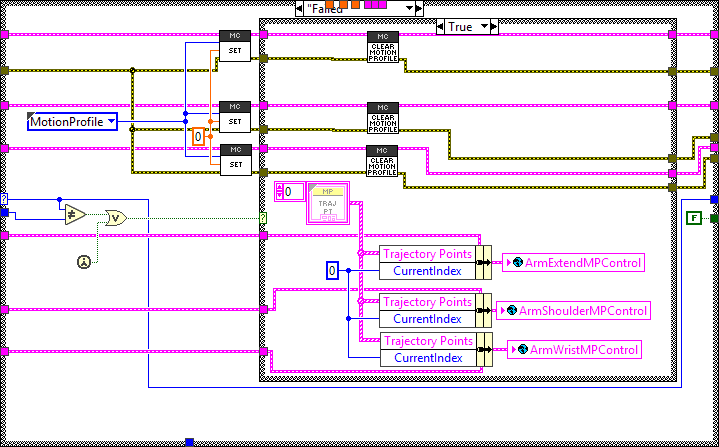 "Failed"
True
MC
SET
MC
CLEAR
MOTION
PROFILE
MC
SET
MC
CLEAR
MOTION
PROFILE
MotionProfile
0
MC
SET
MC
CLEAR
MOTION
PROFILE
0
MP
TRAJ
PT
?
≠
V
?
F
Trajectory Points
CurrentIndex
ArmExtendMPControl
0
Trajectory Points
CurrentIndex
ArmShoulderMPControl
Trajectory Points
CurrentIndex
ArmWristMPControl